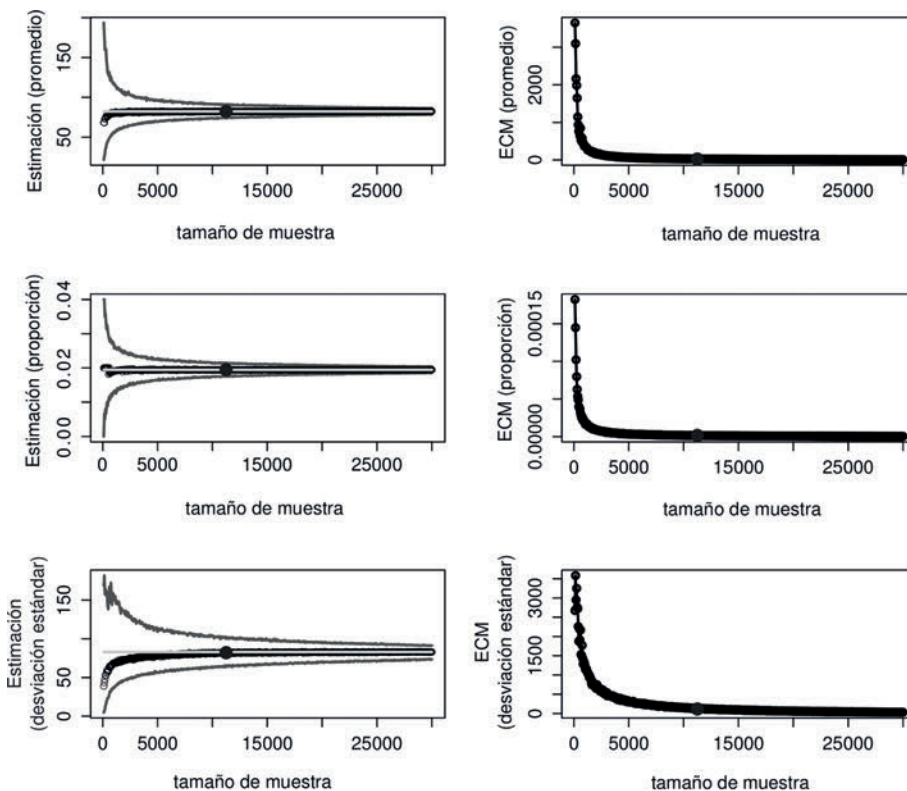 Estimación (promedio)
50
150
0
5000
15000
25000
tamaño de muestra
ECM (promedio)
0
2000
0
5000
15000
25000
tamaño de muestra
Estimación (proporción)
0.00
0.02
0.04
0
5000
15000
25000
tamaño de muestra
ECM (proporción)
0.00000
0.00015
0
5000
15000
25000
tamaño de muestra
Estimación
(desviación estándar)
0
50
150
0
5000
15000
25000
tamaño de muestra
ECM
(desviación estándar)
0
1500
3000
0
5000
15000
25000
tamaño de muestra